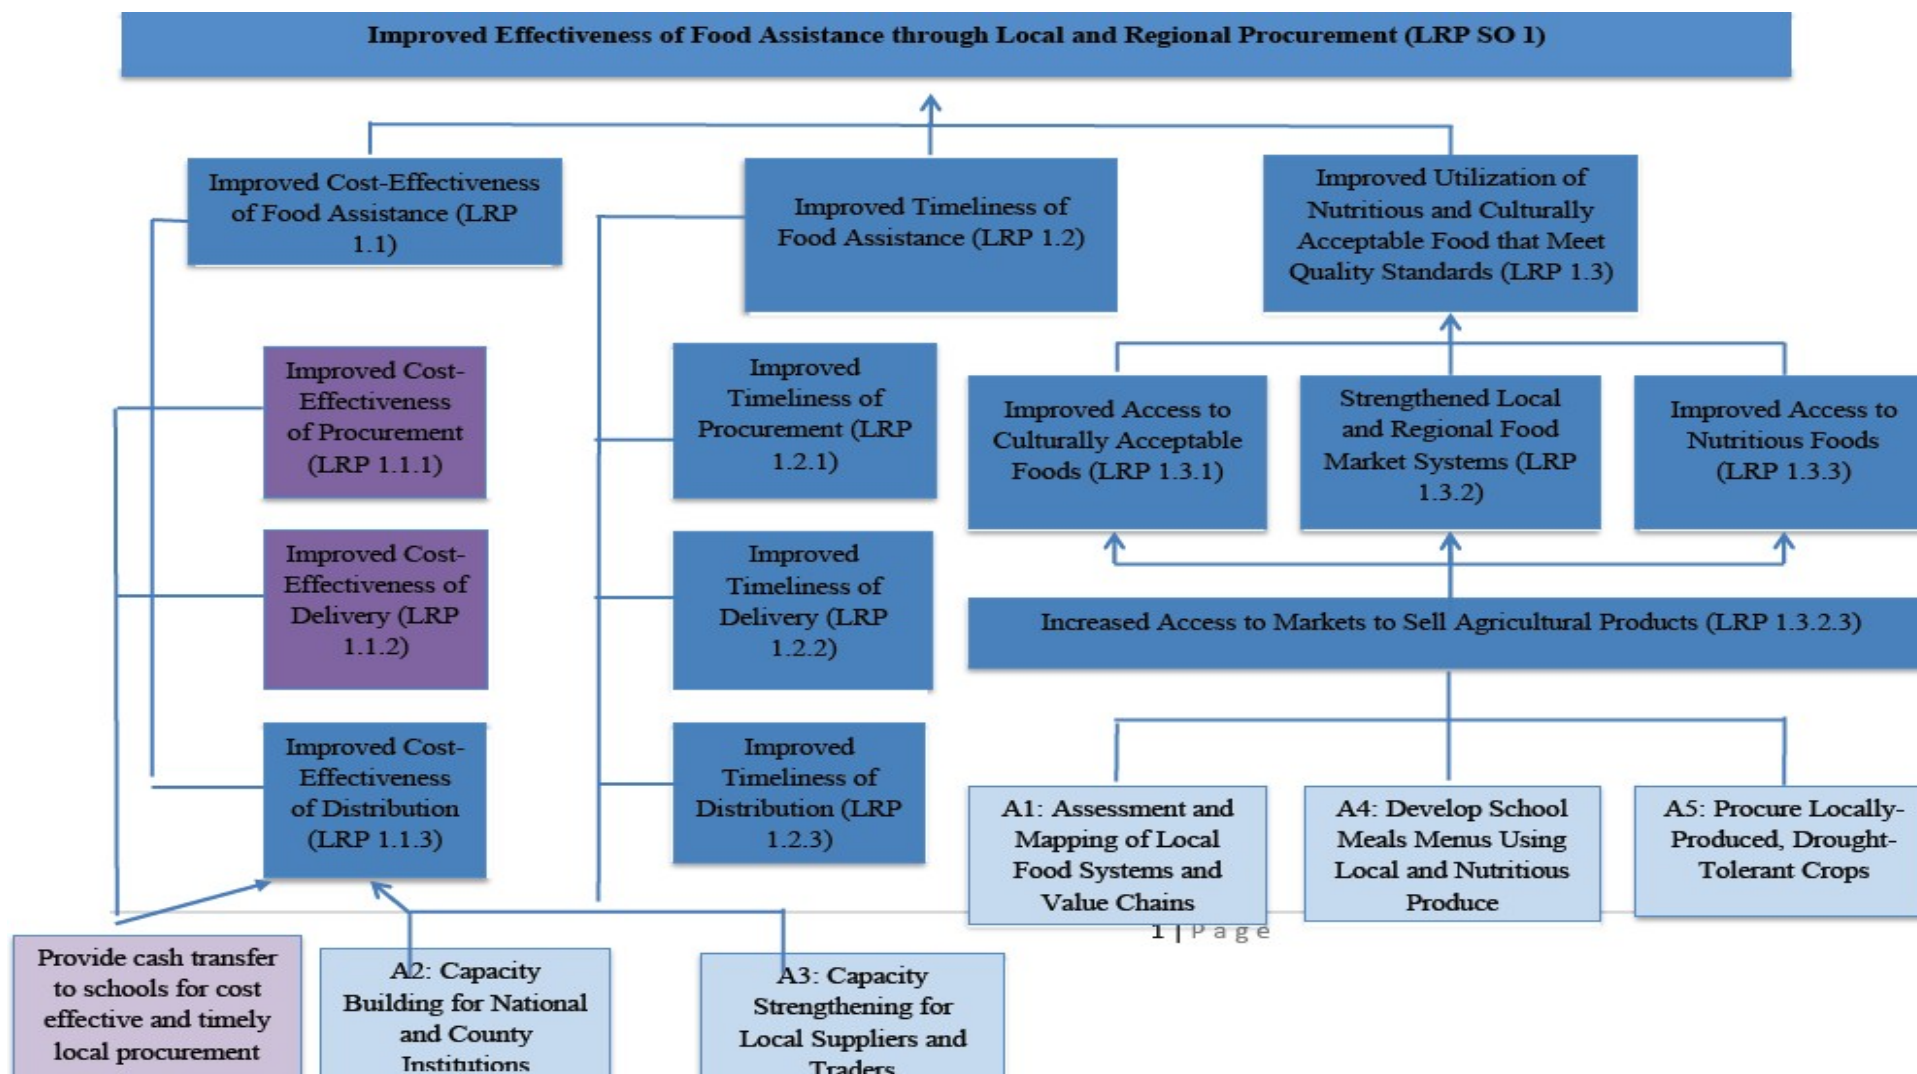 Improved Effectiveness of Food Assistance through Local and Regional Procurement (LRP SO 1)
Improved Cost-Effectiveness
of Food Assistance (LRP
1.1)
Improved Timeliness of
Food Assistance (LRP 1.2)
Improved Utilization of
Nutritious and Culturally
Acceptable Food that Meet
Quality Standards (LRP 1.3)
Improved Cost-
Effectiveness
of Procurement
(LRP 1.1.1)
Improved
Timeliness of
Procurement (LRP
1.2.1)
Improved Access to
Culturally Acceptable
Foods (LRP 1.3.1)
Strengthened Local
and Regional Food
Market Systems (LRP
1.3.2)
Improved Access to
Nutritious Foods
(LRP 1.3.3)
Improved Cost-
Effectiveness of
Delivery (LRP
1.1.2)
Improved
Timeliness of
Delivery (LRP
1.2.2)
Increased Access to Markets to Sell Agricultural Products (LRP 1.3.2.3)
Improved Cost-
Effectiveness
of Distribution
(LRP 1.1.3)
Improved
Timeliness of
Distribution (LRP
1.2.3)
A1: Assessment and
Mapping of Local
Food Systems and
Value Chains
A4: Develop School
Meals Menus Using
Local and Nutritious
Produce
A5: Procure Locally-
Produced, Drought-
Tolerant Crops
1 | P a g e
Provide cash transfer
to schools for cost
effective and timely
local procurement
A2: Capacity
Building for National
and County
Institutions
A3: Capacity
Strengthening for
Local Suppliers and
Traders